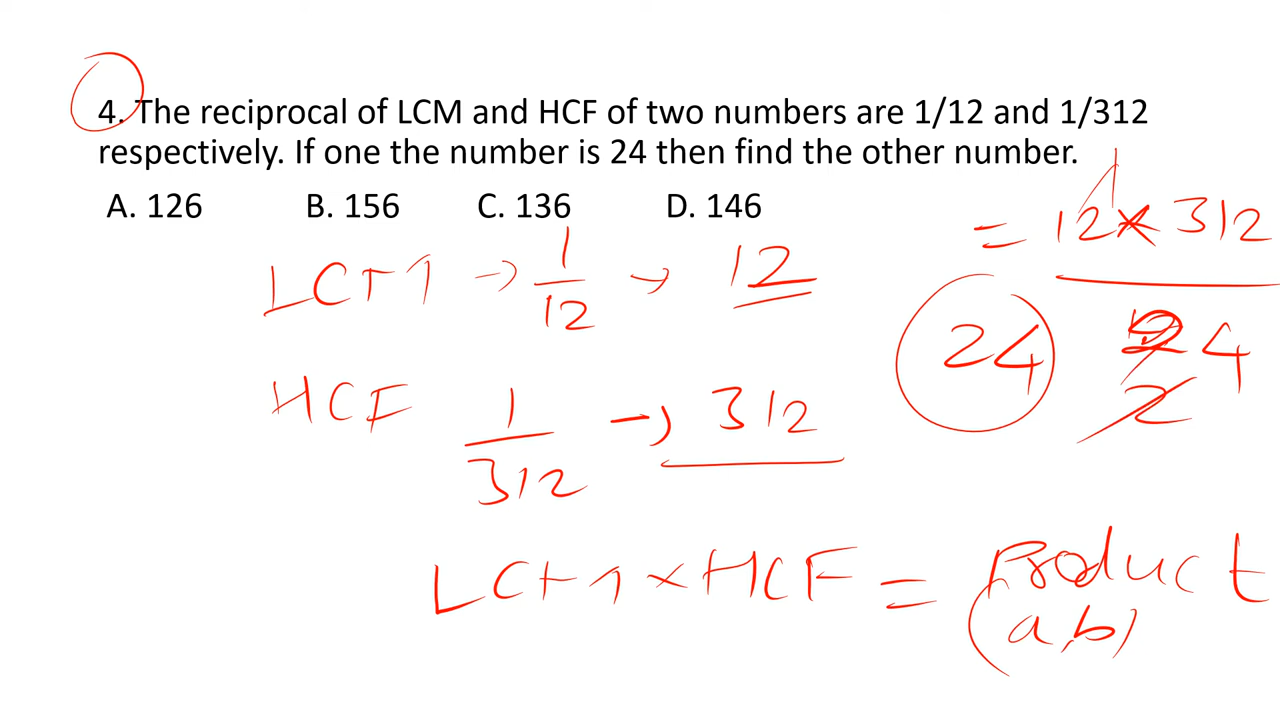 4. The reciprocal of LCM and HCF of two numbers are 1/12 and 1/312
respectively. If one the number is 24 then find the other number.
A. 126 B. 156 C. 136 D. 146
= 12 × 312
LCM → 1/12 → 12
24 24
2
HCF 1/312 → 312
LCM × HCF = Product
(a,b)